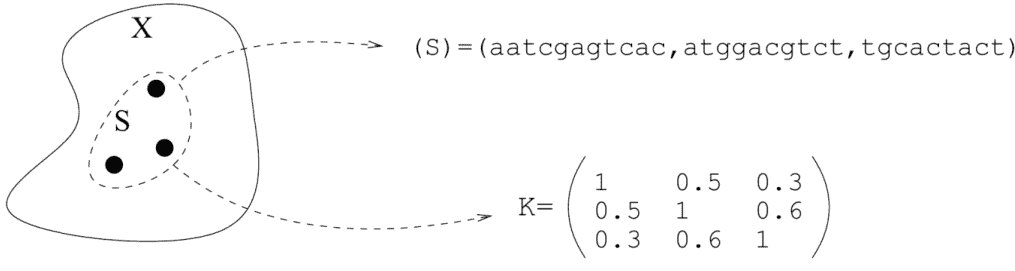 X
(S)=(aatcgagtcac,atggacgtct,tgcactact)
S
K=
1 0.5 0.3
0.5 1 0.6
0.3 0.6 1